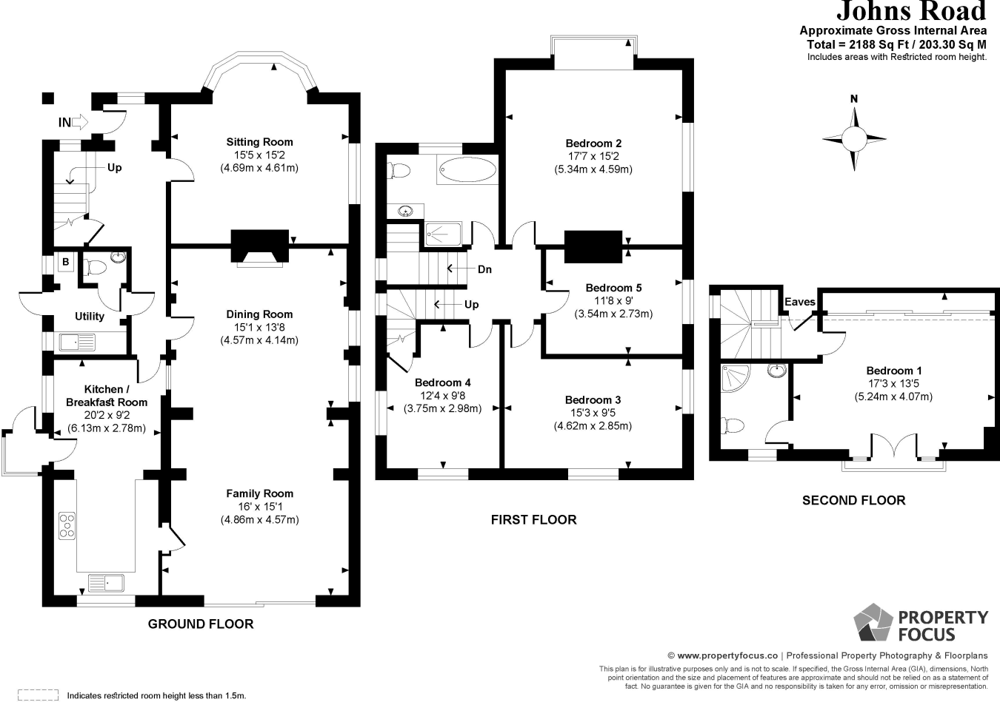 Johns Road
Approximate Gross Internal Area
Total = 2188 Sq Ft / 203.30 Sq M
Includes areas with Restricted room height.
N
IN
Up
Sitting Room
15'5 x 15'2
(4.69m x 4.61m)
B
Utility
Dining Room
15'1 x 13'8
(4.57m x 4.14m)
Kitchen /
Breakfast Room
20'2 x 9'2
(6.13m x 2.78m)
Family Room
16' x 15'1
(4.86m x 4.57m)
GROUND FLOOR
Bedroom 2
17'7 x 15'2
(5.34m x 4.59m)
Dn
Up
Bedroom 5
11'8 x 9'
(3.54m x 2.73m)
Bedroom 4
12'4 x 9'8
(3.75m x 2.98m)
Bedroom 3
15'3 x 9'5
(4.62m x 2.85m)
FIRST FLOOR
Eaves
Bedroom 1
17'3 x 13'5
(5.24m x 4.07m)
SECOND FLOOR
PROPERTY
FOCUS
© www.propertyfocus.co | Professional Property Photography & Floorplans
This plan is for illustrative purposes only and is not to scale. If specified, the Gross Internal Area (GIA), dimensions, North
point orientation and the size and placement of features are approximate and should not be relied on as a statement of
fact. No guarantee is given for the GIA and no responsibility is taken for any error, omission or misrepresentation.
Indicates restricted room height less than 1.5m.